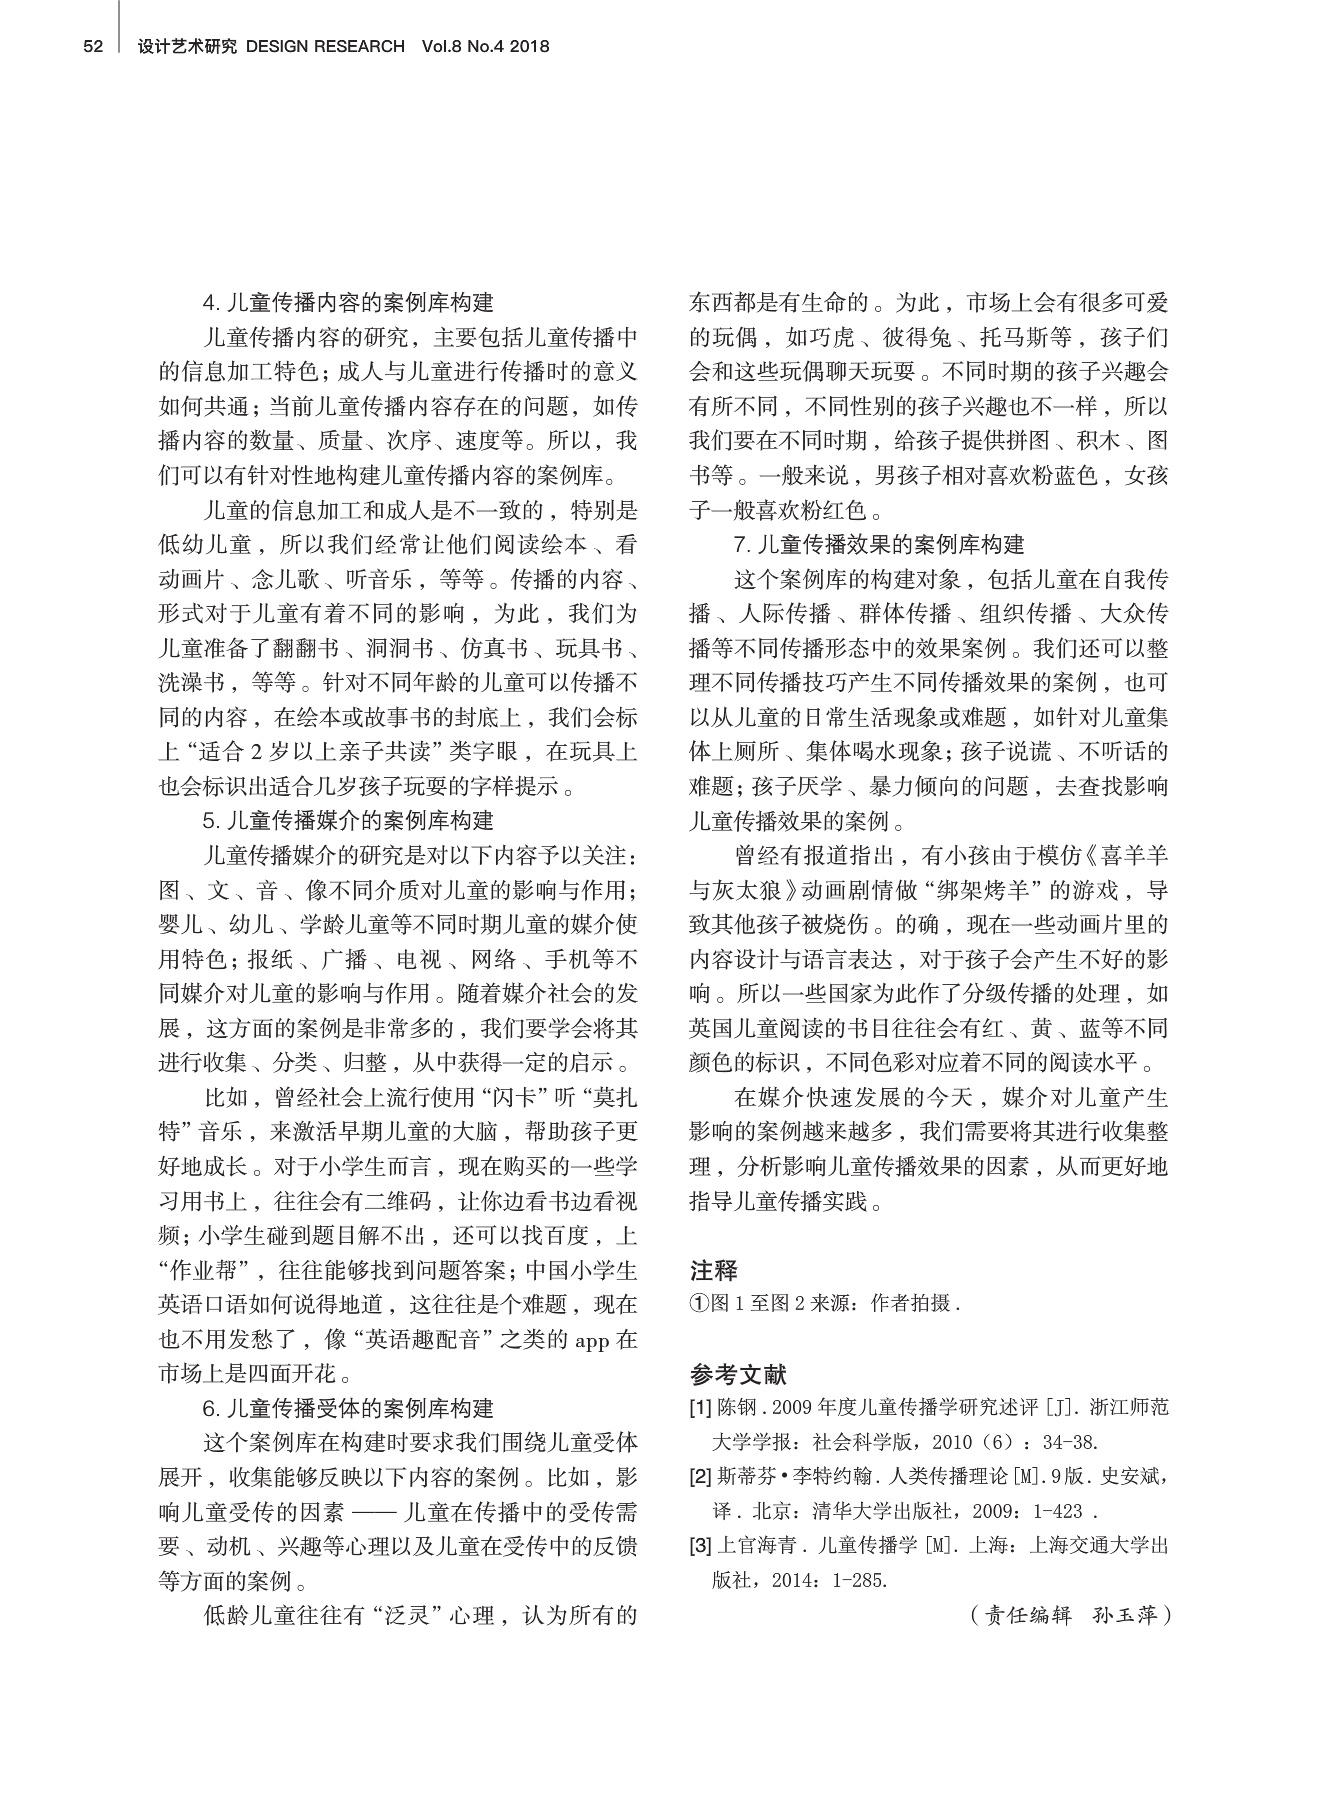 52 设计艺术研究 DESIGN RESEARCH Vol.8 No.4 2018
4. 儿童传播内容的案例库构建
儿童传播内容的研究，主要包括儿童传播中
的信息加工特色；成人与儿童进行传播时的意义
如何共通；当前儿童传播内容存在的问题，如传
播内容的数量、质量、次序、速度等。所以，我
们可以有针对性地构建儿童传播内容的案例库。
儿童的信息加工和成人是不一致的，特别是
低幼儿童，所以我们经常让他们阅读绘本、看
动画片、念儿歌、听音乐，等等。传播的内容、
形式对于儿童有着不同的影响，为此，我们为
儿童准备了翻翻书、洞洞书、仿真书、玩具书、
洗澡书，等等。针对不同年龄的儿童可以传播不
同的内容，在绘本或故事书的封底上，我们会标
上“适合 2 岁以上亲子共读”类字眼，在玩具上
也会标识出适合几岁孩子玩耍的字样提示。
5. 儿童传播媒介的案例库构建
儿童传播媒介的研究是对以下内容予以关注：
图、文、音、像不同介质对儿童的影响与作用；
婴儿、幼儿、学龄儿童等不同时期儿童的媒介使
用特色；报纸、广播、电视、网络、手机等不
同媒介对儿童的影响与作用。随着媒介社会的发
展，这方面的案例是非常多的，我们要学会将其
进行收集、分类、归整，从中获得一定的启示。
比如，曾经社会上流行使用“闪卡”听“莫扎
特”音乐，来激活早期儿童的大脑，帮助孩子更
好地成长。对于小学生而言，现在购买的一些学
习用书上，往往会有二维码，让你边看书边看视
频；小学生碰到题目解不出，还可以找百度，上
“作业帮”，往往能够找到问题答案；中国小学生
英语口语如何说得地道，这往往是个难题，现在
也不用发愁了，像“英语趣配音”之类的 app 在
市场上是四面开花。
6. 儿童传播受体的案例库构建
这个案例库在构建时要求我们围绕儿童受体
展开，收集能够反映以下内容的案例。比如，影
响儿童受传的因素 —— 儿童在传播中的受传需
要、动机、兴趣等心理以及儿童在受传中的反馈
等方面的案例。
低龄儿童往往有“泛灵”心理，认为所有的
东西都是有生命的。为此，市场上会有很多可爱
的玩偶，如巧虎、彼得兔、托马斯等，孩子们
会和这些玩偶聊天玩耍。不同时期的孩子兴趣会
有所不同，不同性别的孩子兴趣也不一样，所以
我们要在不同时期，给孩子提供拼图、积木、图
书等。一般来说，男孩子相对喜欢粉蓝色，女孩
子一般喜欢粉红色。
7. 儿童传播效果的案例库构建
这个案例库的构建对象，包括儿童在自我传
播、人际传播、群体传播、组织传播、大众传
播等不同传播形态中的效果案例。我们还可以整
理不同传播技巧产生不同传播效果的案例，也可
以从儿童的日常生活现象或难题，如针对儿童集
体上厕所、集体喝水现象；孩子说谎、不听话的
难题；孩子厌学、暴力倾向的问题，去查找影响
儿童传播效果的案例。
曾经有报道指出，有小孩由于模仿《喜羊羊
与灰太狼》动画剧情做“绑架烤羊”的游戏，导
致其他孩子被烧伤。的确，现在一些动画片里的
内容设计与语言表达，对于孩子会产生不好的影
响。所以一些国家为此作了分级传播的处理，如
英国儿童阅读的书目往往会有红、黄、蓝等不同
颜色的标识，不同色彩对应着不同的阅读水平。
在媒介快速发展的今天，媒介对儿童产生
影响的案例越来越多，我们需要将其进行收集整
理，分析影响儿童传播效果的因素，从而更好地
指导儿童传播实践。
注释
①图 1 至图 2 来源：作者拍摄 .
参考文献
[1] 陈钢 . 2009 年度儿童传播学研究述评 [J]. 浙江师范
大学学报：社会科学版，2010（6）：34-38.
[2] 斯蒂芬·李特约翰 . 人类传播理论 [M]. 9版 . 史安斌，
译 . 北京：清华大学出版社，2009：1-423 .
[3] 上官海青 . 儿童传播学 [M]. 上海：上海交通大学出
版社，2014：1-285.
（责任编辑 孙玉萍）